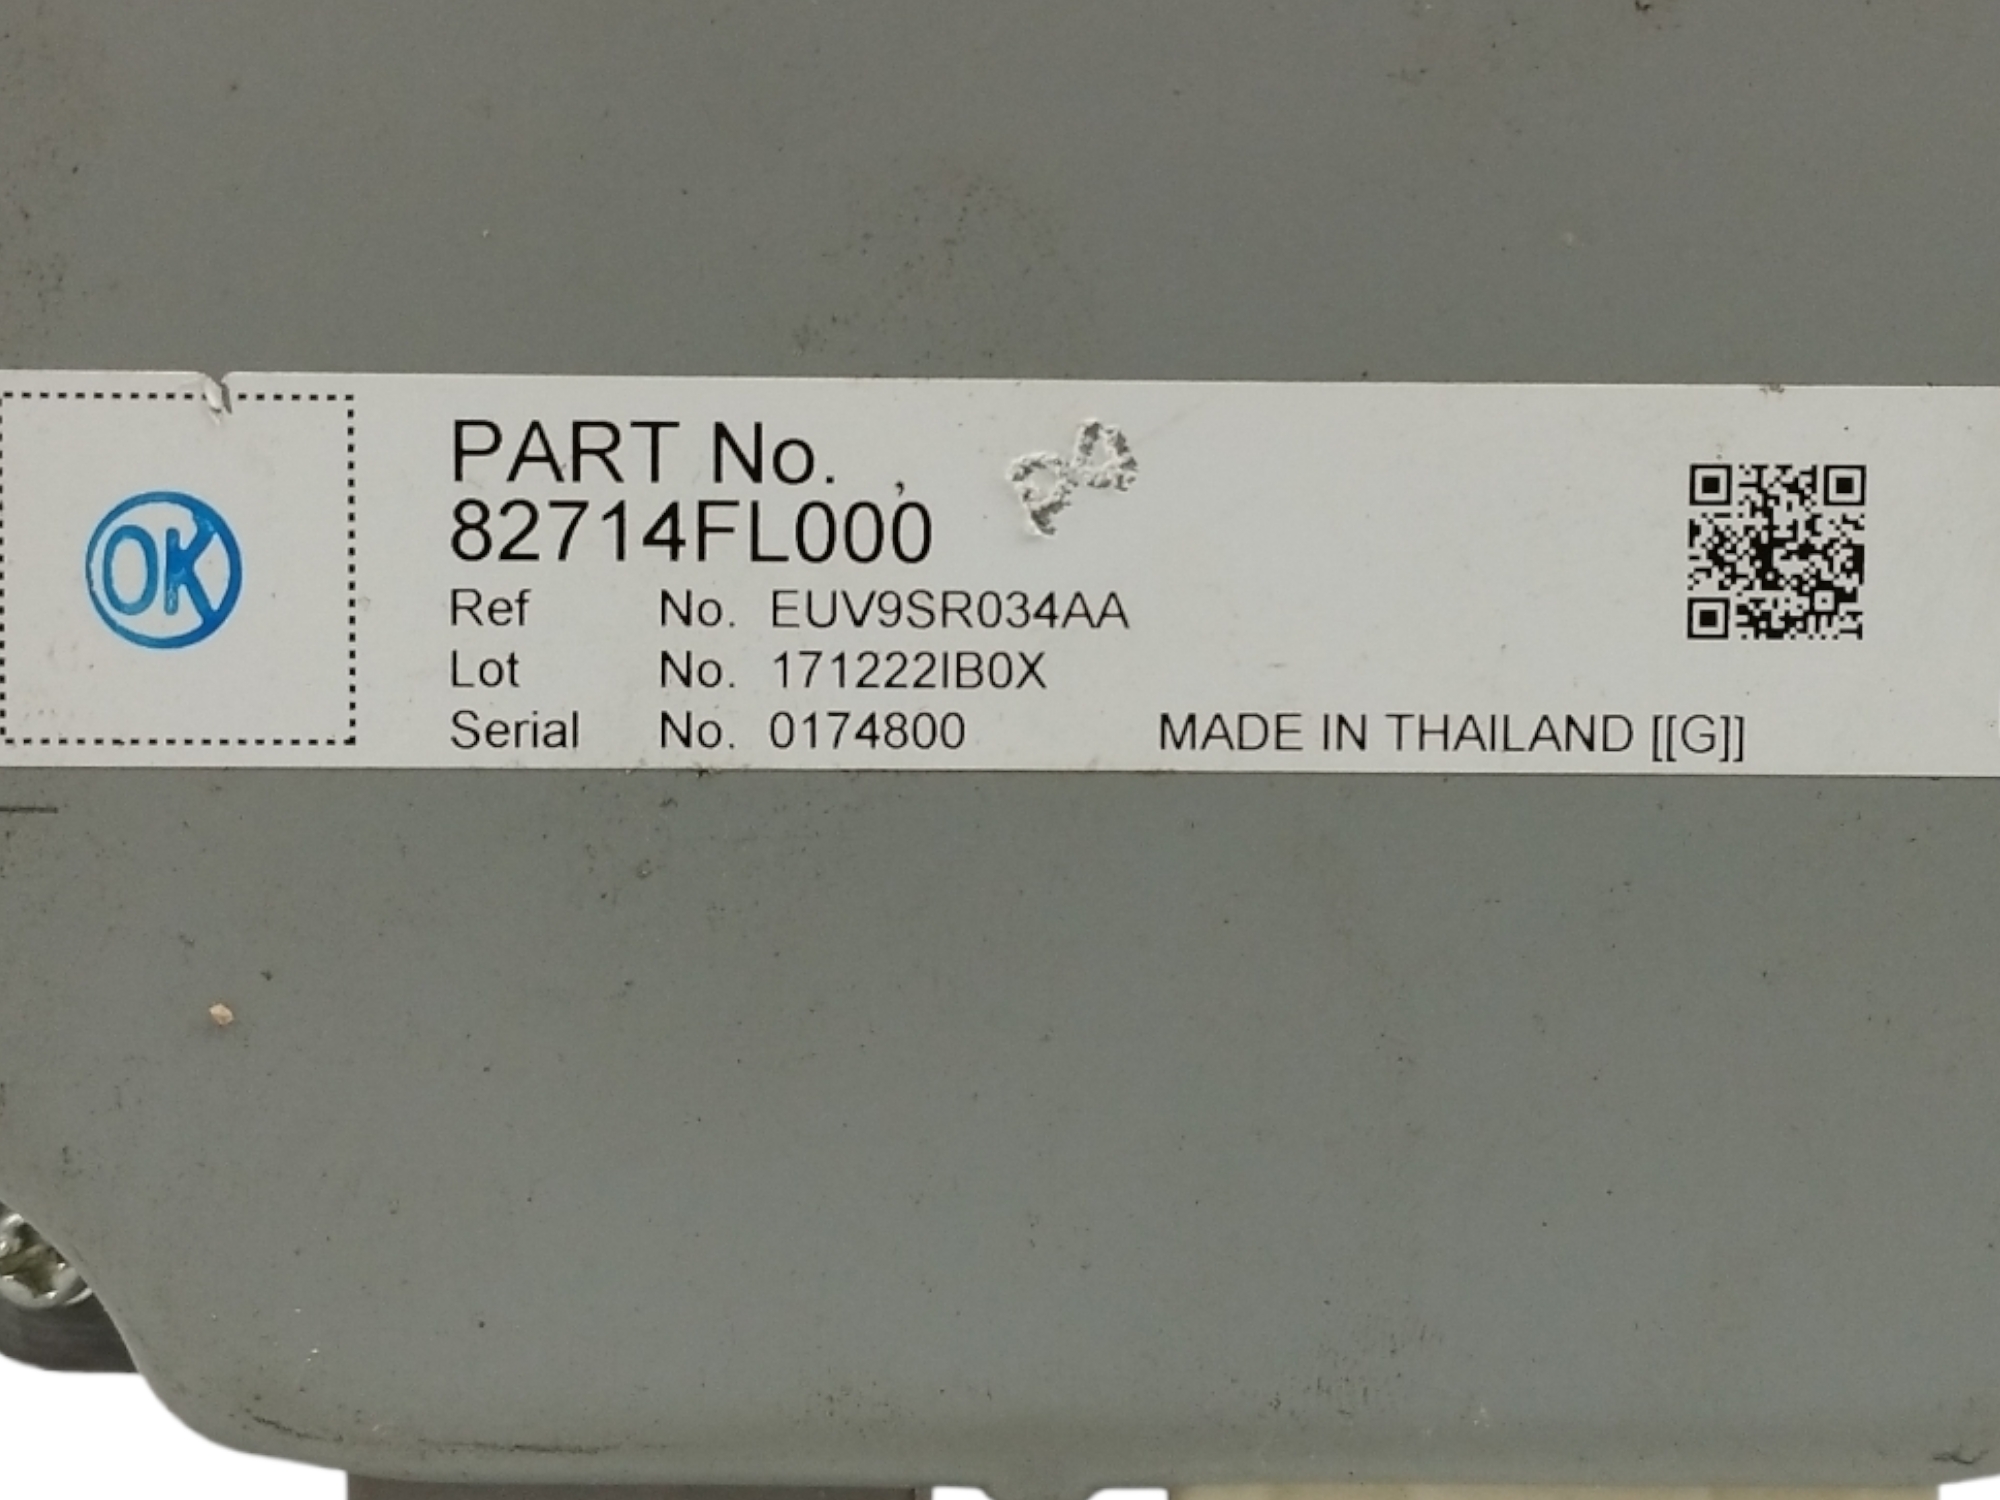 OK
PART No.
82714FL000
Ref No. EUV9SR034AA
Lot No. 171222IB0X
Serial No. 0174800
MADE IN THAILAND [[G]]